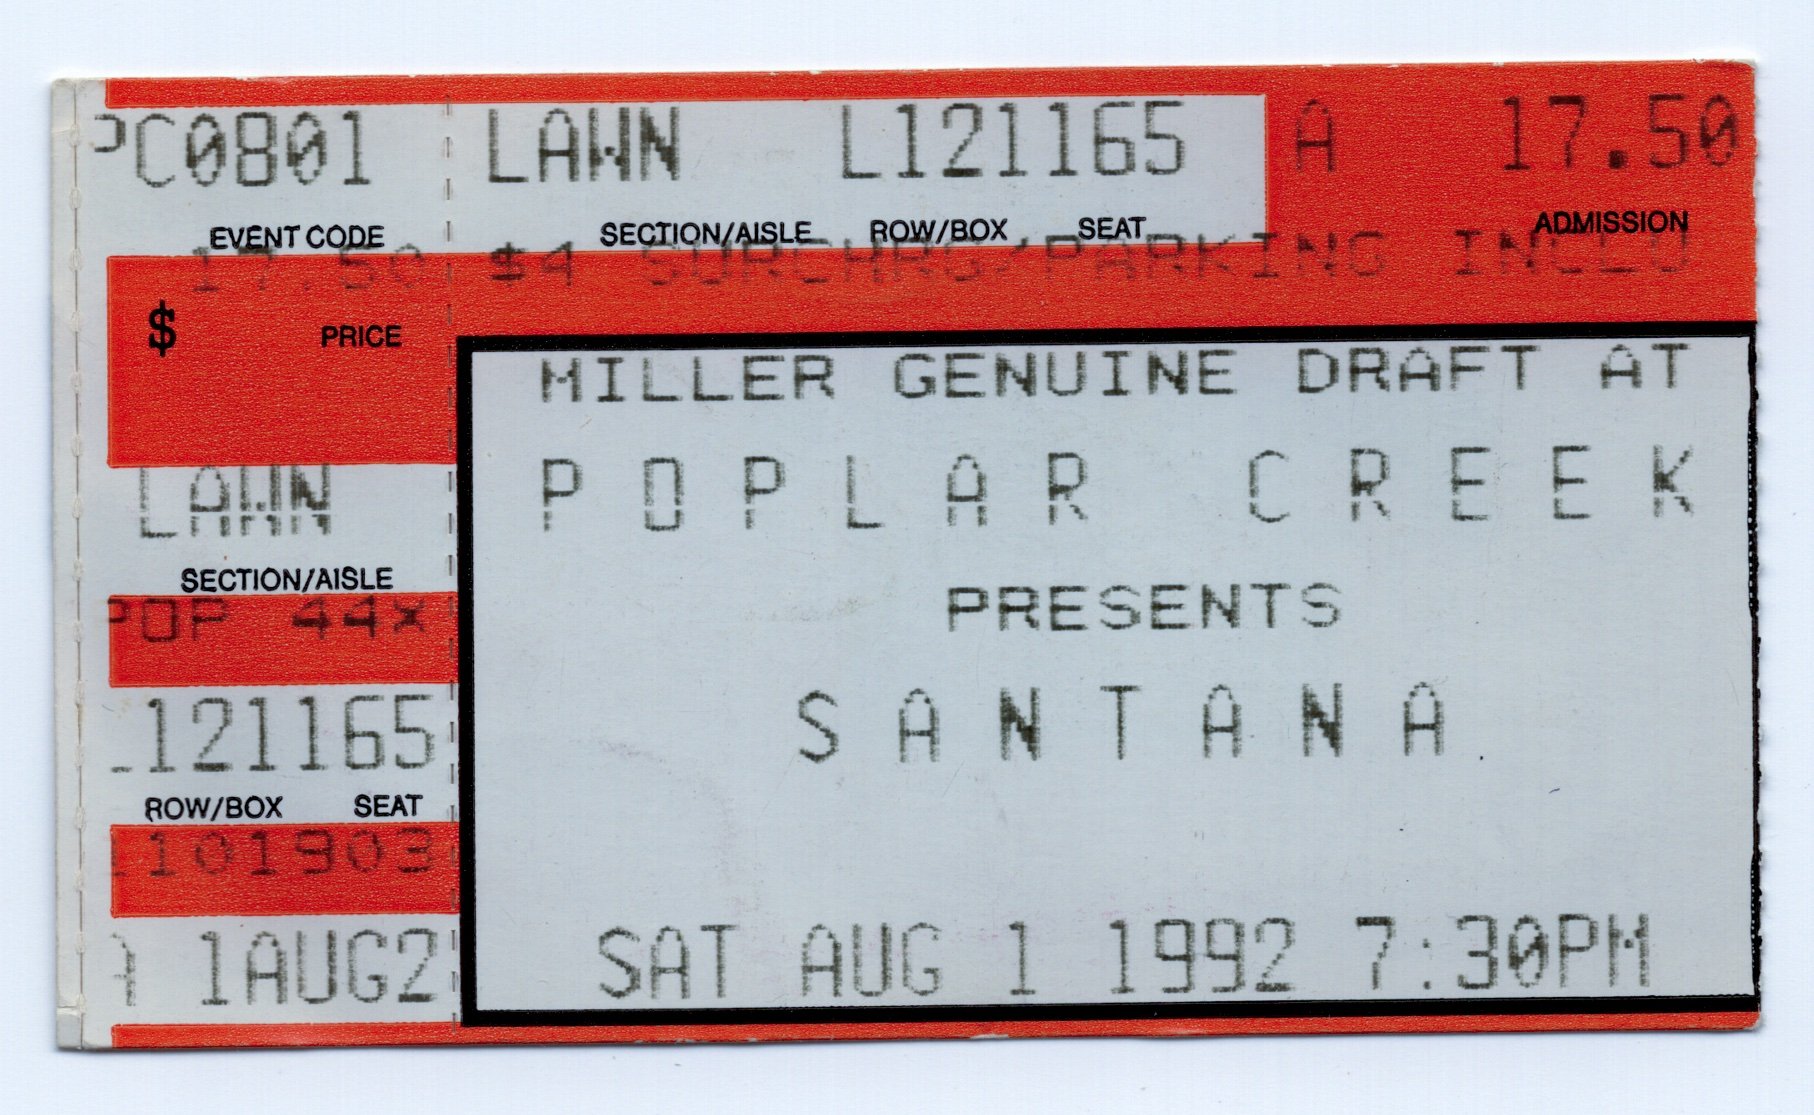 PC0801 LAWN L121165 A 17.50
EVENT CODE SECTION/AISLE ROW/BOX SEAT ADMISSION
17.50 $4 SURCHRG/PARKING INCLU
$ PRICE
MILLER GENUINE DRAFT AT
LAWN
POPLAR CREEK
SECTION/AISLE
POP 44X
PRESENTS
L121165
SANTANA
ROW/BOX SEAT
1101903
A 1AUG2
SAT AUG 1 1992 7:30PM